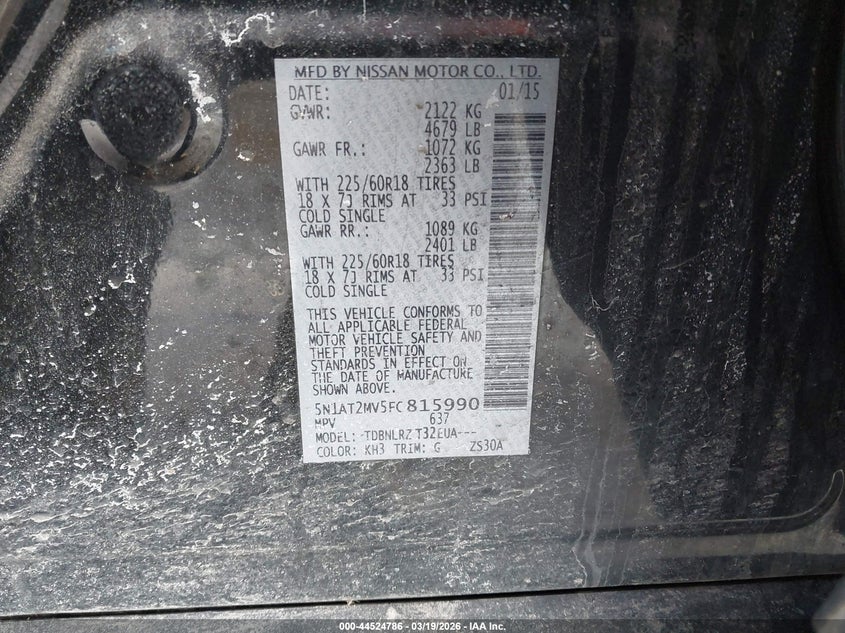 MFD BY NISSAN MOTOR CO., LTD.
DATE: 01/15
GVWR: 2122 KG
4679 LB
GAWR FR.: 1072 KG
2363 LB
WITH 225/60R18 TIRES
18 X 7J RIMS AT 33 PSI
COLD SINGLE
GAWR RR.: 1089 KG
2401 LB
WITH 225/60R18 TIRES
18 X 7J RIMS AT 33 PSI
COLD SINGLE
THIS VEHICLE CONFORMS TO
ALL APPLICABLE FEDERAL
MOTOR VEHICLE SAFETY AND
THEFT PREVENTION
STANDARDS IN EFFECT ON
THE DATE OF MANUFACTURE
SHOWN ABOVE.
5N1AT2MV5FC815990
MPV 637
MODEL: TDBNLRZ T32EUA---
COLOR: KH3 TRIM: G ZS30A
000-44524786 — 03/19/2026 — IAA Inc.